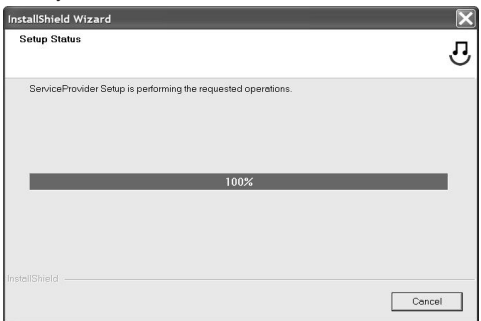 InstallShield Wizard
Setup Status
ServiceProvider Setup is performing the requested operations.
100%
InstallShield
Cancel